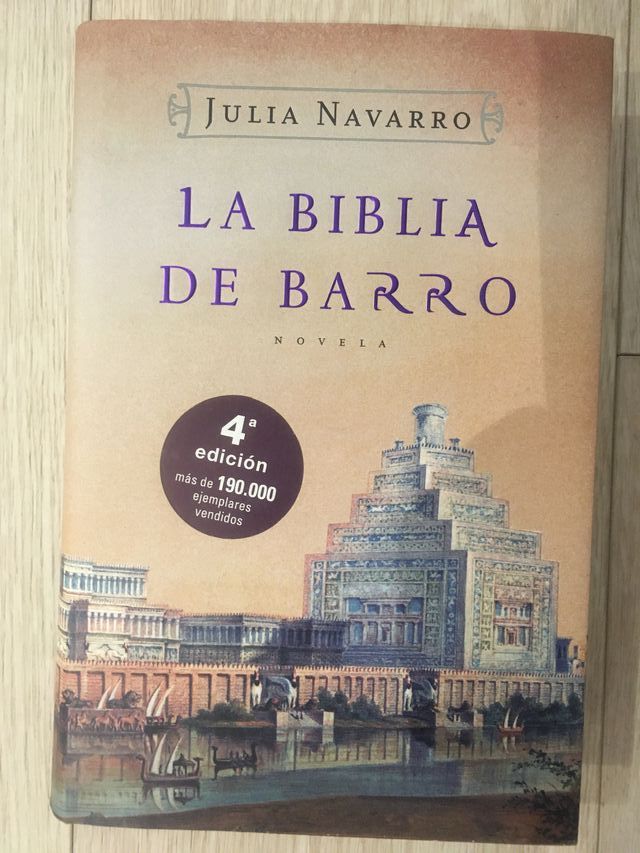 JULIA NAVARRO
LA BIBLIA
DE BARRO
NOVELA
4ª
edición
más de 190.000
ejemplares
vendidos